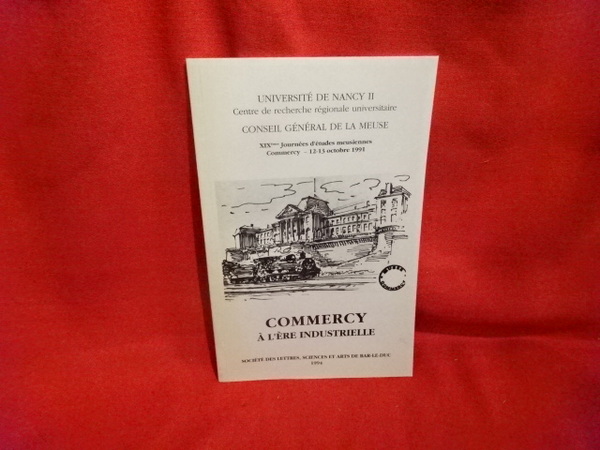 UNIVERSITÉ DE NANCY II
Centre de recherche régionale universitaire
CONSEIL GÉNÉRAL DE LA MEUSE
XIXèmes Journées d'études meusiennes
Commercy - 12-13 octobre 1991
COMMERCY
À L'ÈRE INDUSTRIELLE
SOCIÉTÉ DES LETTRES, SCIENCES ET ARTS DE BAR-LE-DUC
1994